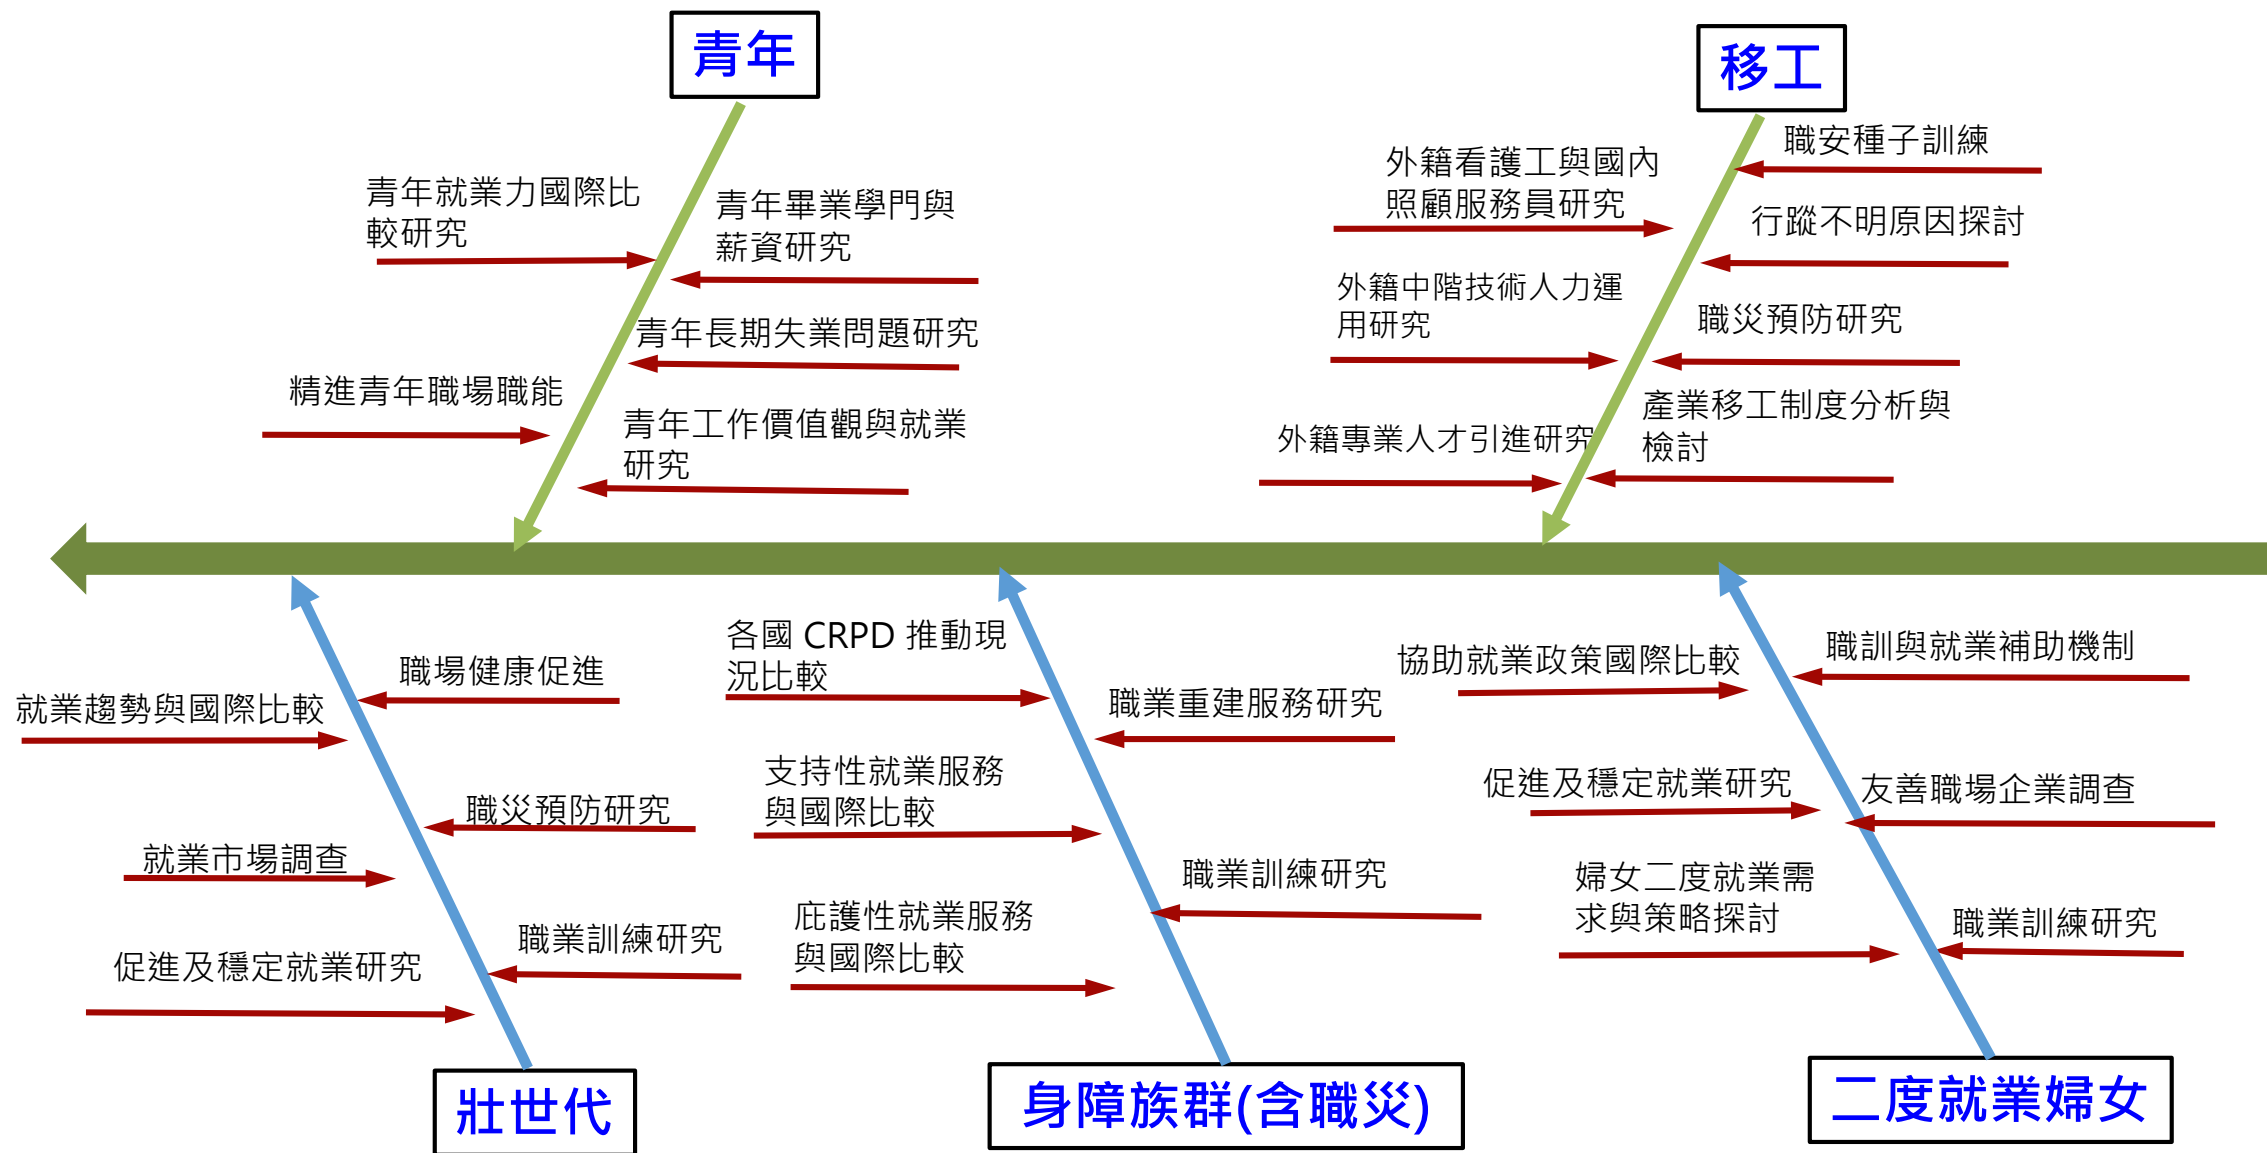 青年
青年就業力國際比
較研究
青年畢業學門與
薪資研究
青年長期失業問題研究
精進青年職場職能
青年工作價值觀與就業
研究
移工
職安種子訓練
外籍看護工與國內
照顧服務員研究
行蹤不明原因探討
外籍中階技術人力運
用研究
職災預防研究
產業移工制度分析與
檢討
外籍專業人才引進研究
職場健康促進
就業趨勢與國際比較
職災預防研究
就業市場調查
職業訓練研究
促進及穩定就業研究
壯世代
各國 CRPD 推動現
況比較
職業重建服務研究
支持性就業服務
與國際比較
職業訓練研究
庇護性就業服務
與國際比較
身障族群(含職災)
職訓與就業補助機制
協助就業政策國際比較
促進及穩定就業研究
友善職場企業調查
婦女二度就業需
求與策略探討
職業訓練研究
二度就業婦女